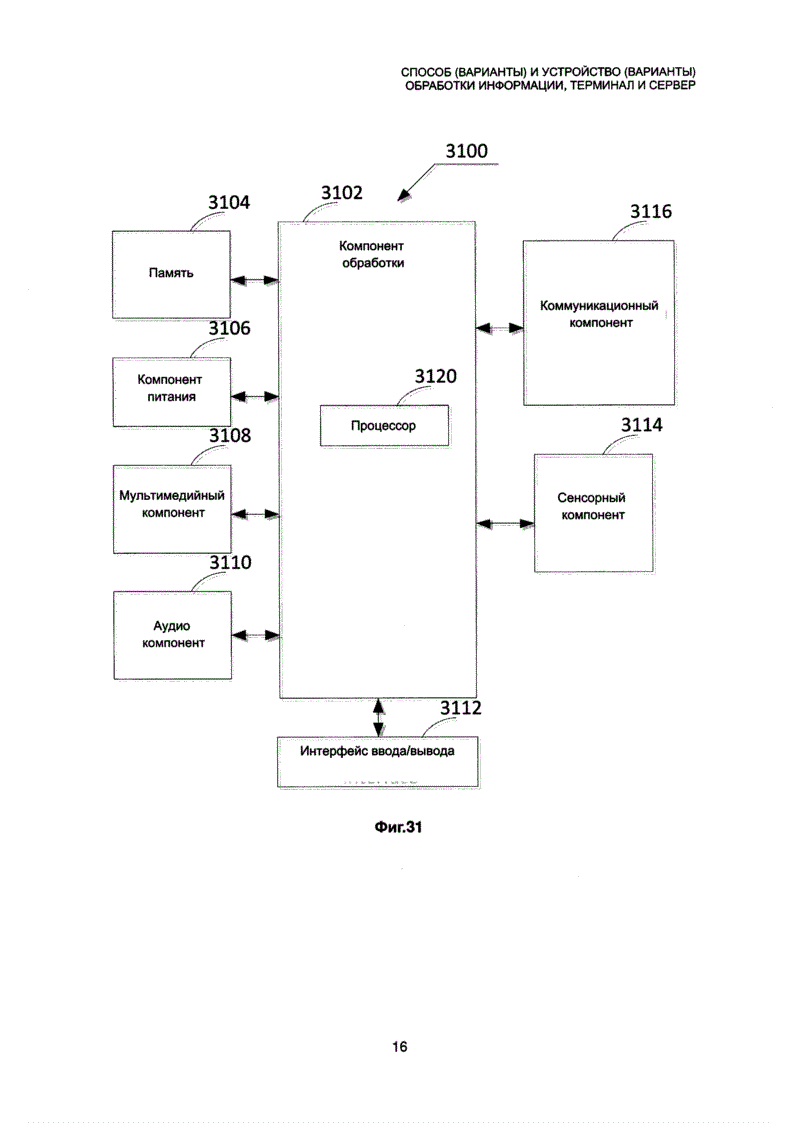 СПОСОБ (ВАРИАНТЫ) И УСТРОЙСТВО (ВАРИАНТЫ)
ОБРАБОТКИ ИНФОРМАЦИИ, ТЕРМИНАЛ И СЕРВЕР
3100
3102
3104
3116
Компонент
обработки
Память
Коммуникационный
компонент
3106
Компонент
питания
3120
Процессор
3108
3114
Мультимедийный
компонент
Сенсорный
компонент
3110
Аудио
компонент
3112
Интерфейс ввода/вывода
Фиг.31
16